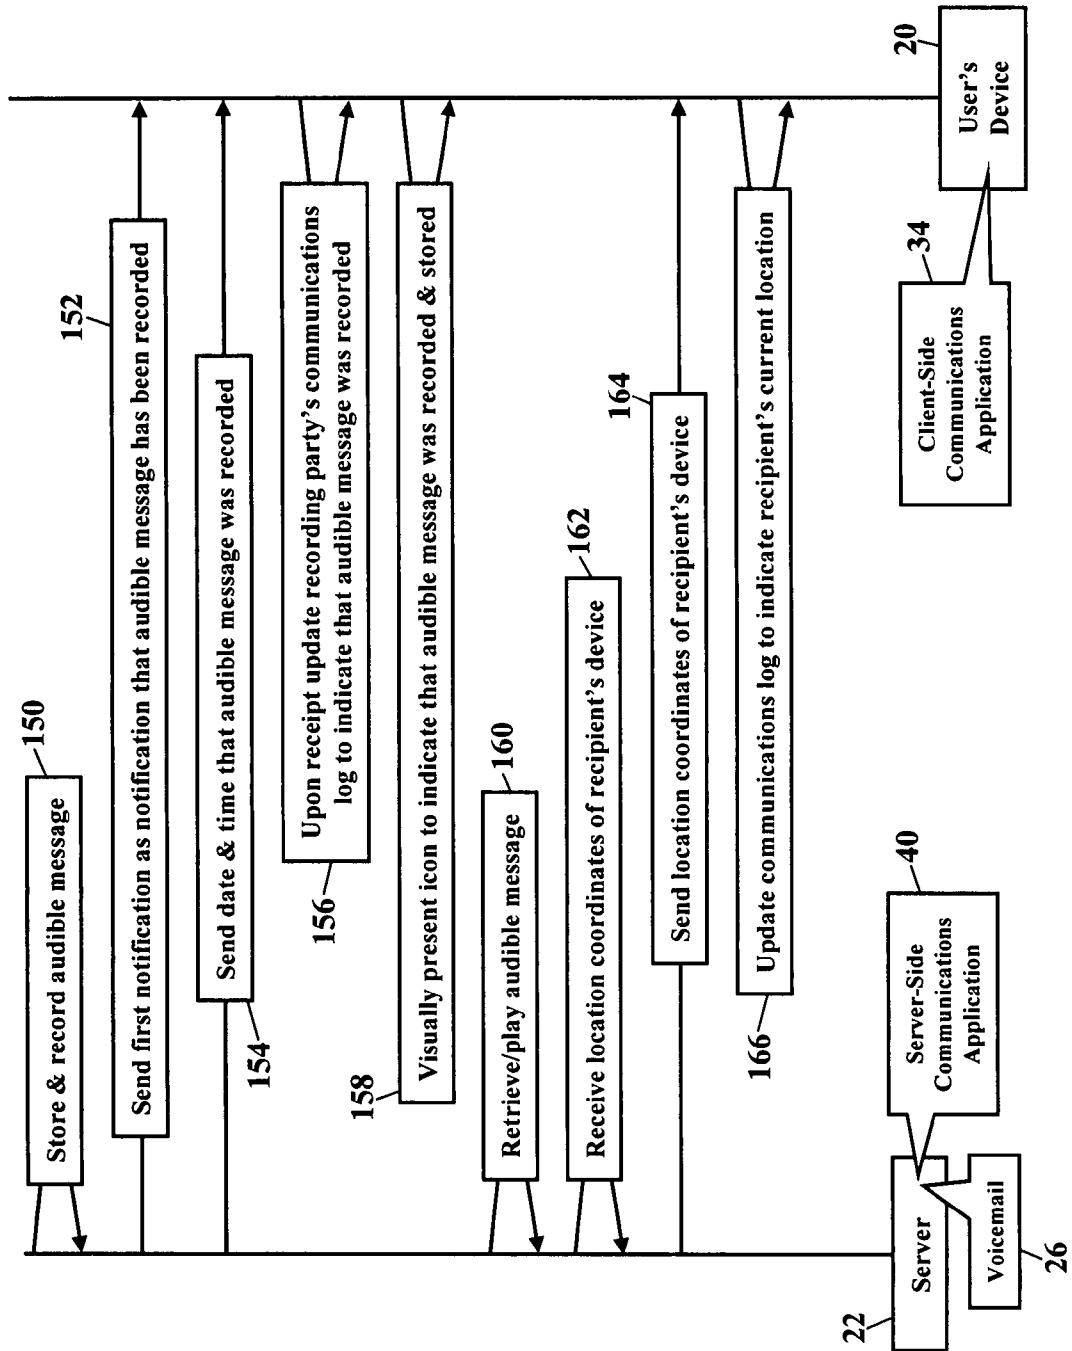 150
Store & record audible message
152
Send first notification as notification that audible message has been recorded
154
Send date & time that audible message was recorded
156
Upon receipt update recording party's communications
log to indicate that audible message was recorded
158
Visually present icon to indicate that audible message was recorded & stored
160
Retrieve/play audible message
162
Receive location coordinates of recipient's device
164
Send location coordinates of recipient's device
166
Update communications log to indicate recipient's current location
22
Server
Voicemail
26
40
Server-Side
Communications
Application
34
Client-Side
Communications
Application
20
User's
Device